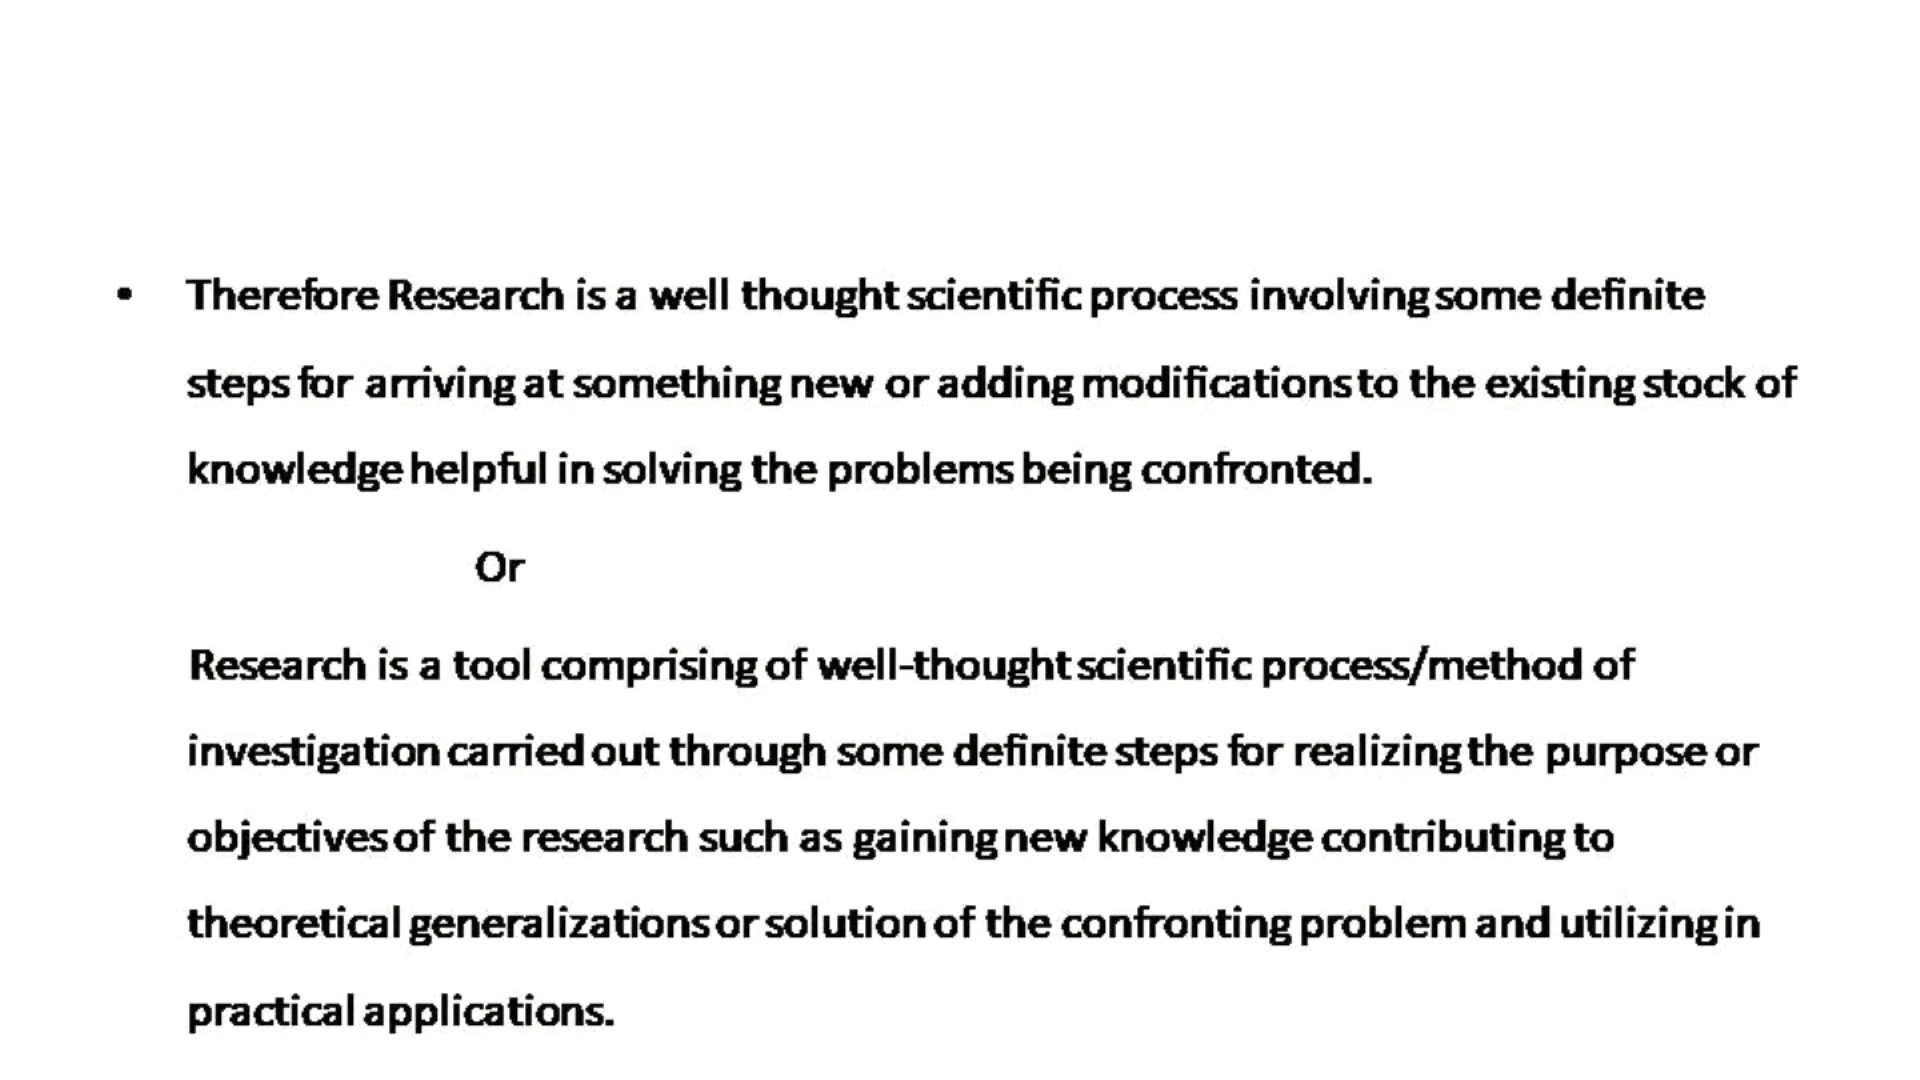 • Therefore Research is a well thought scientific process involving some definite
steps for arriving at something new or adding modifications to the existing stock of
knowledge helpful in solving the problems being confronted.
Or
Research is a tool comprising of well-thought scientific process/method of
investigation carried out through some definite steps for realizing the purpose or
objectives of the research such as gaining new knowledge contributing to
theoretical generalizations or solution of the confronting problem and utilizing in
practical applications.